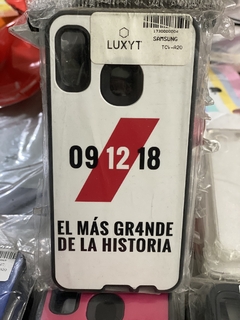 LUXYT
SAMSUNG
09 12 18
EL MÁS GR4NDE
DE LA HISTORIA